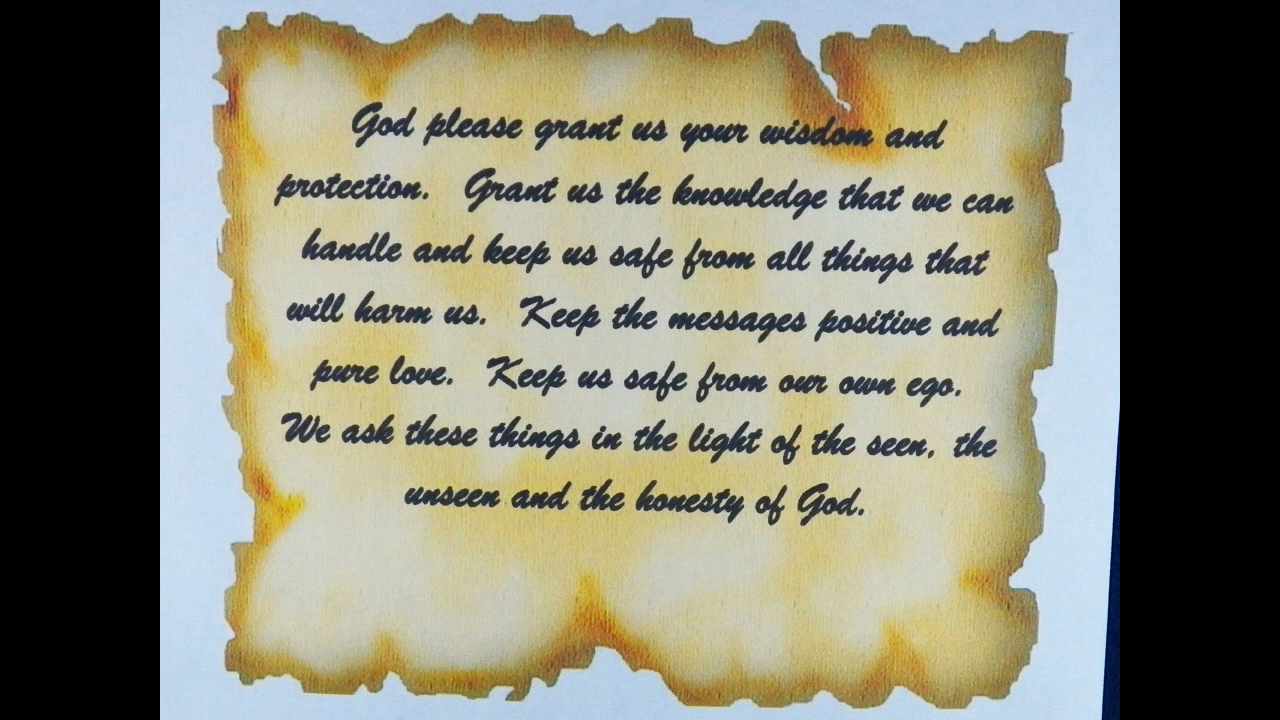 God please grant us your wisdom and
protection. Grant us the knowledge that we can
handle and keep us safe from all things that
will harm us. Keep the messages positive and
pure love. Keep us safe from our own ego.
We ask these things in the light of the seen, the
unseen and the honesty of God.